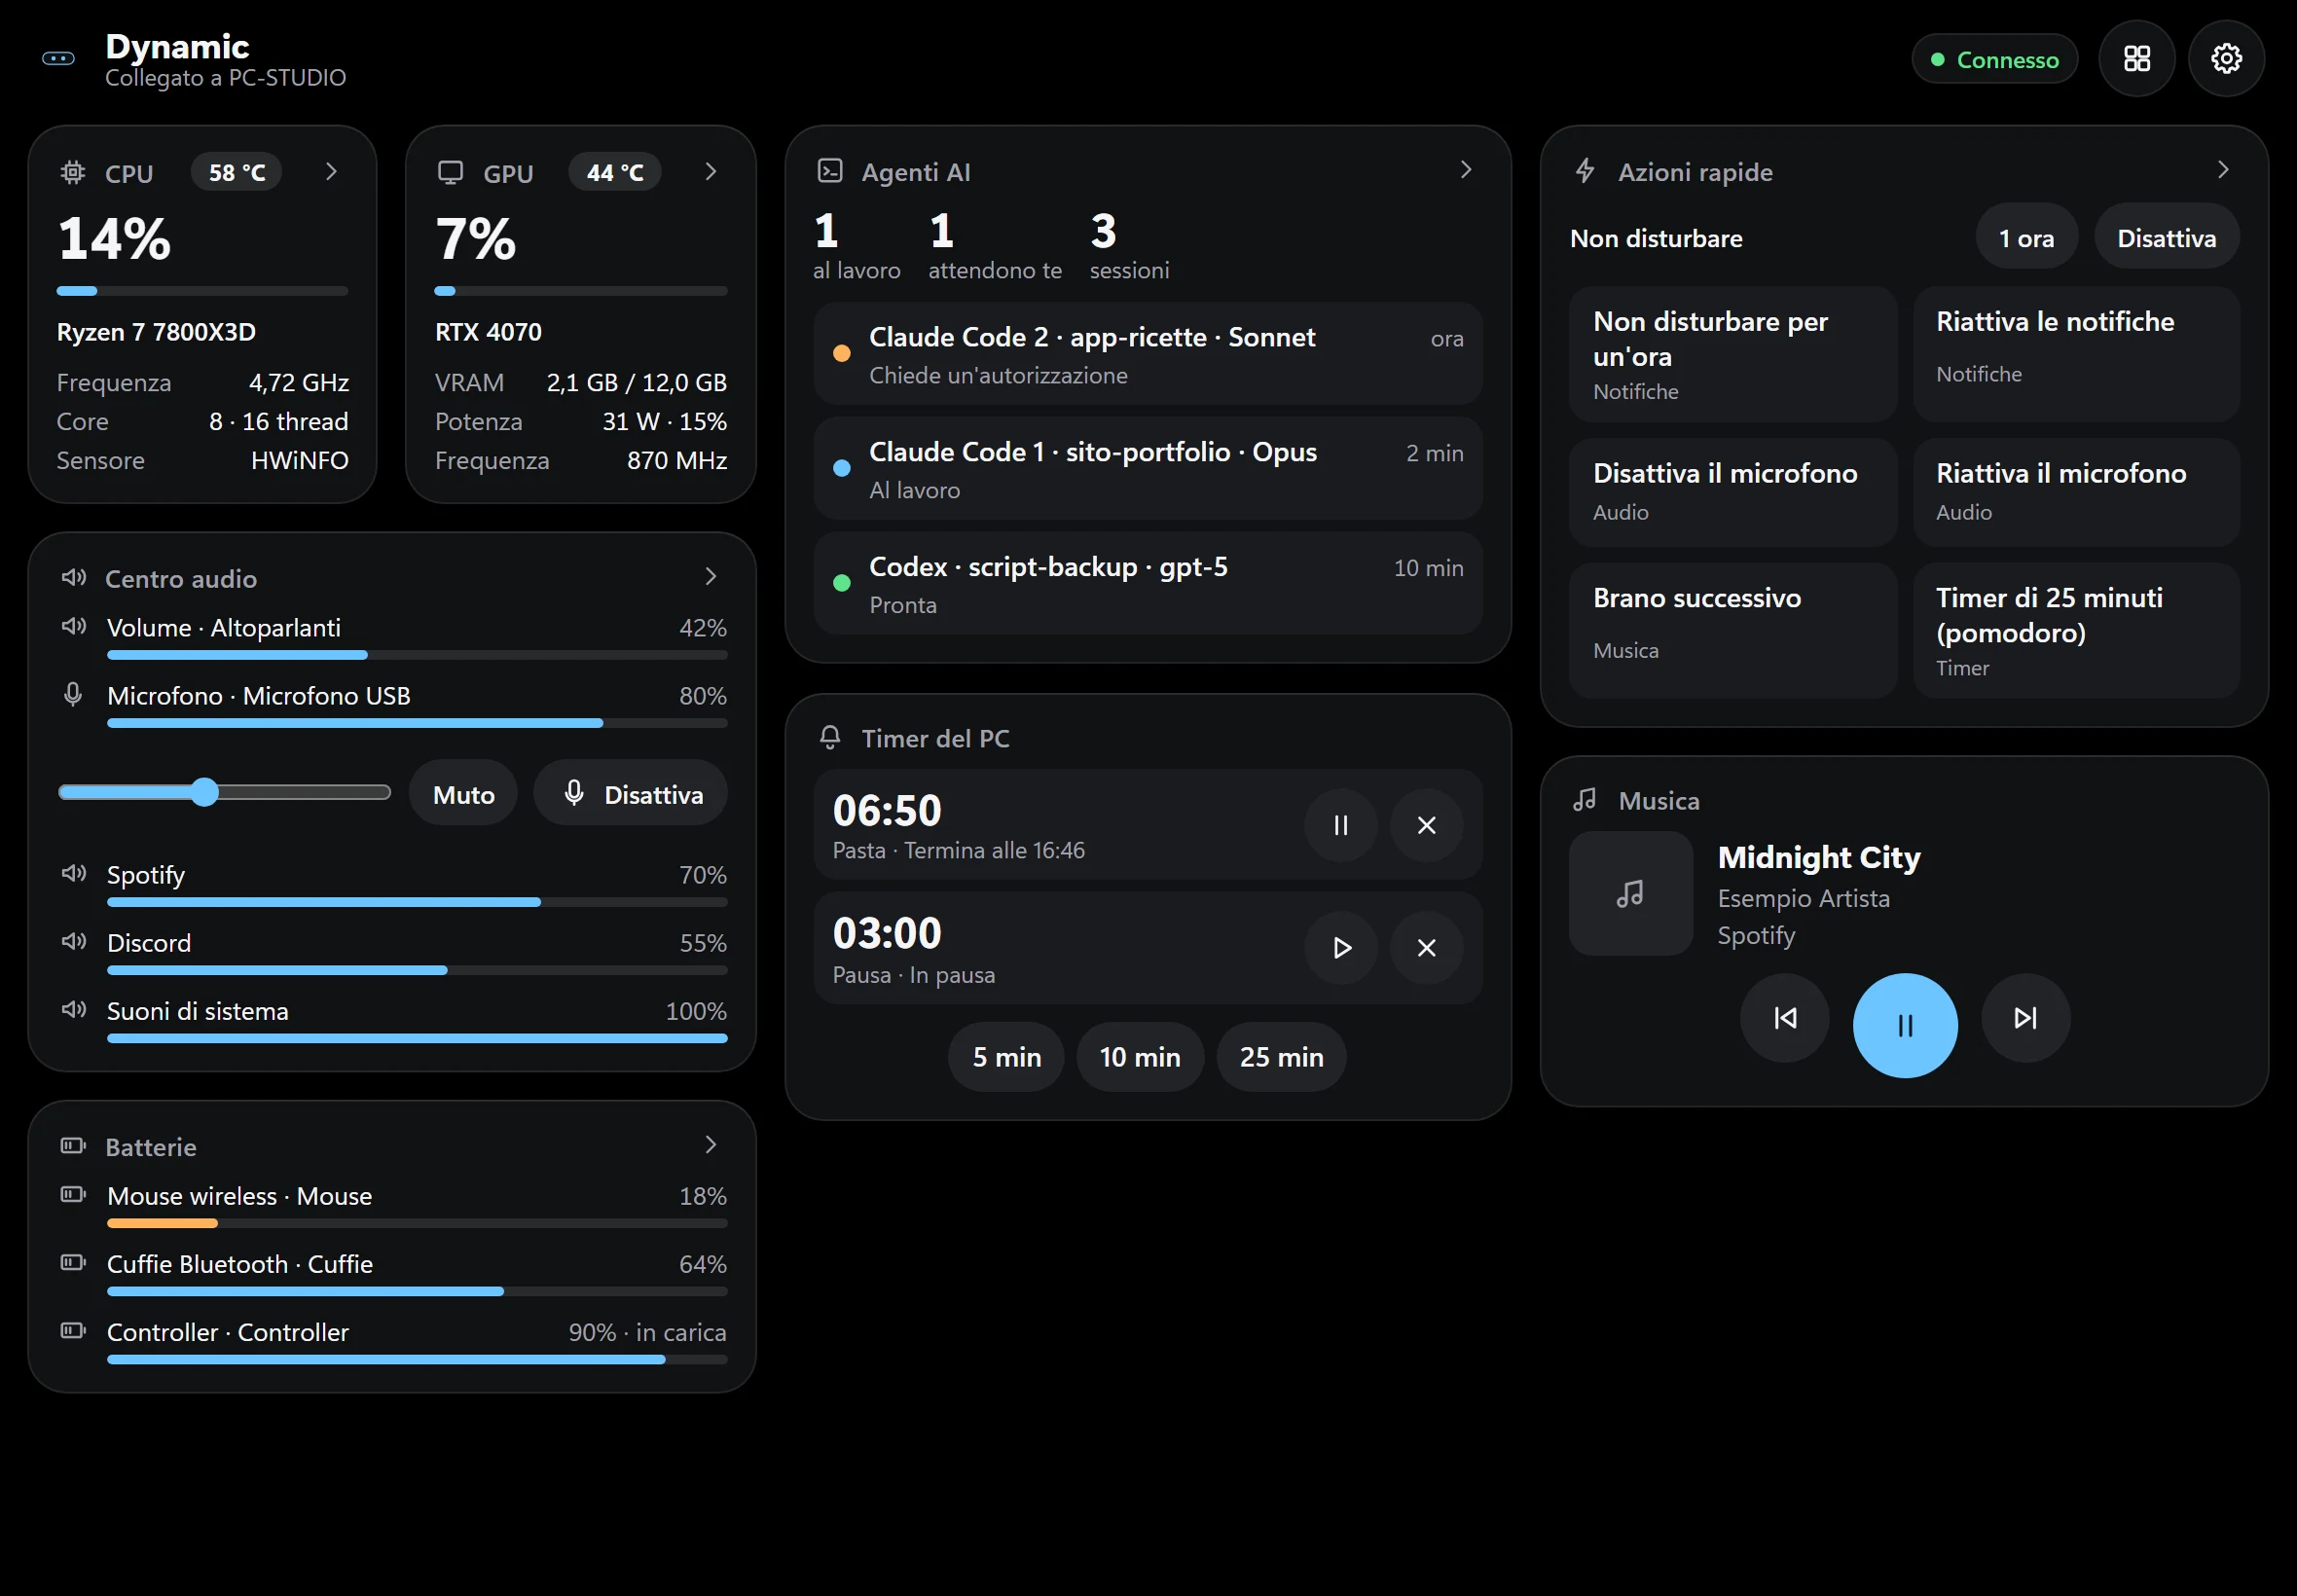 Dynamic
Collegato a PC-STUDIO
Connesso
CPU
58 °C
14%
Ryzen 7 7800X3D
Frequenza 4,72 GHz
Core 8 · 16 thread
Sensore HWiNFO
GPU
44 °C
7%
RTX 4070
VRAM 2,1 GB / 12,0 GB
Potenza 31 W · 15%
Frequenza 870 MHz
Centro audio
Volume · Altoparlanti 42%
Microfono · Microfono USB 80%
Muto
Disattiva
Spotify 70%
Discord 55%
Suoni di sistema 100%
Batterie
Mouse wireless · Mouse 18%
Cuffie Bluetooth · Cuffie 64%
Controller · Controller 90% · in carica
Agenti AI
1 1 3
al lavoro attendono te sessioni
Claude Code 2 · app-ricette · Sonnet ora
Chiede un'autorizzazione
Claude Code 1 · sito-portfolio · Opus 2 min
Al lavoro
Codex · script-backup · gpt-5 10 min
Pronta
Timer del PC
06:50
Pasta · Termina alle 16:46
03:00
Pausa · In pausa
5 min 10 min 25 min
Azioni rapide
Non disturbare 1 ora Disattiva
Non disturbare per
un'ora
Notifiche
Riattiva le notifiche
Notifiche
Disattiva il microfono
Audio
Riattiva il microfono
Audio
Brano successivo
Musica
Timer di 25 minuti
(pomodoro)
Timer
Musica
Midnight City
Esempio Artista
Spotify